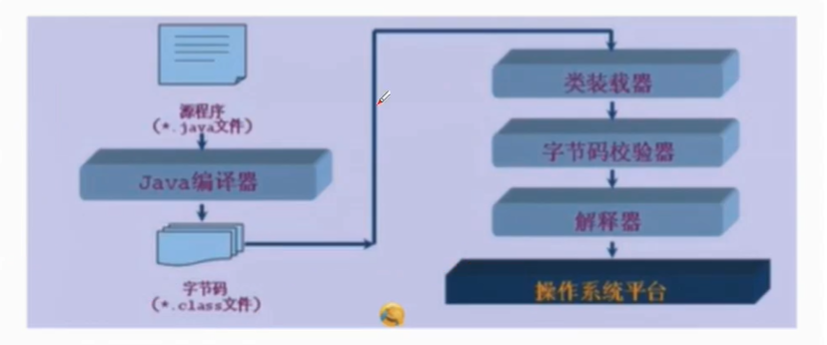 源程序
(*.java文件)
Java编译器
字节码
(*.class文件)
类装载器
字节码校验器
解释器
操作系统平台